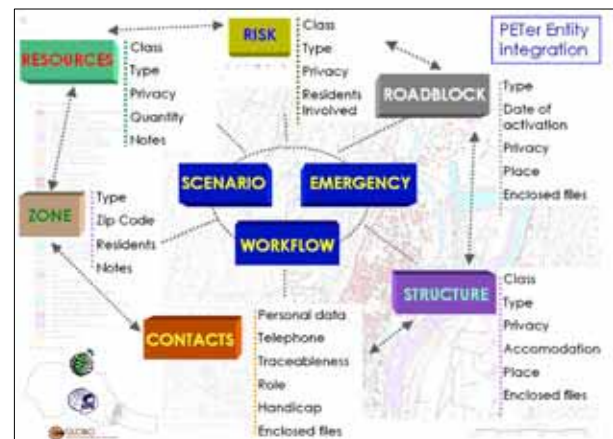 PETer Entity
integration
RISK
Class
Type
Privacy
Residents
Involved
RESOURCES
Class
Type
Privacy
Quantity
Notes
ROADBLOCK
Type
Date of
activation
Privacy
Place
Enclosed files
SCENARIO
EMERGENCY
WORKFLOW
ZONE
Type
Zip Code
Residents
Notes
STRUCTURE
Class
Type
Privacy
Accomodation
Place
Enclosed files
CONTACTS
Personal data
Telephone
Traceableness
Role
Handicap
Enclosed files
GLOBO